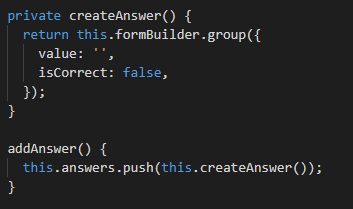 private createAnswer() {
  return this.formBuilder.group({
    value: '',
    isCorrect: false,
  });
}

addAnswer() {
  this.answers.push(this.createAnswer());
}